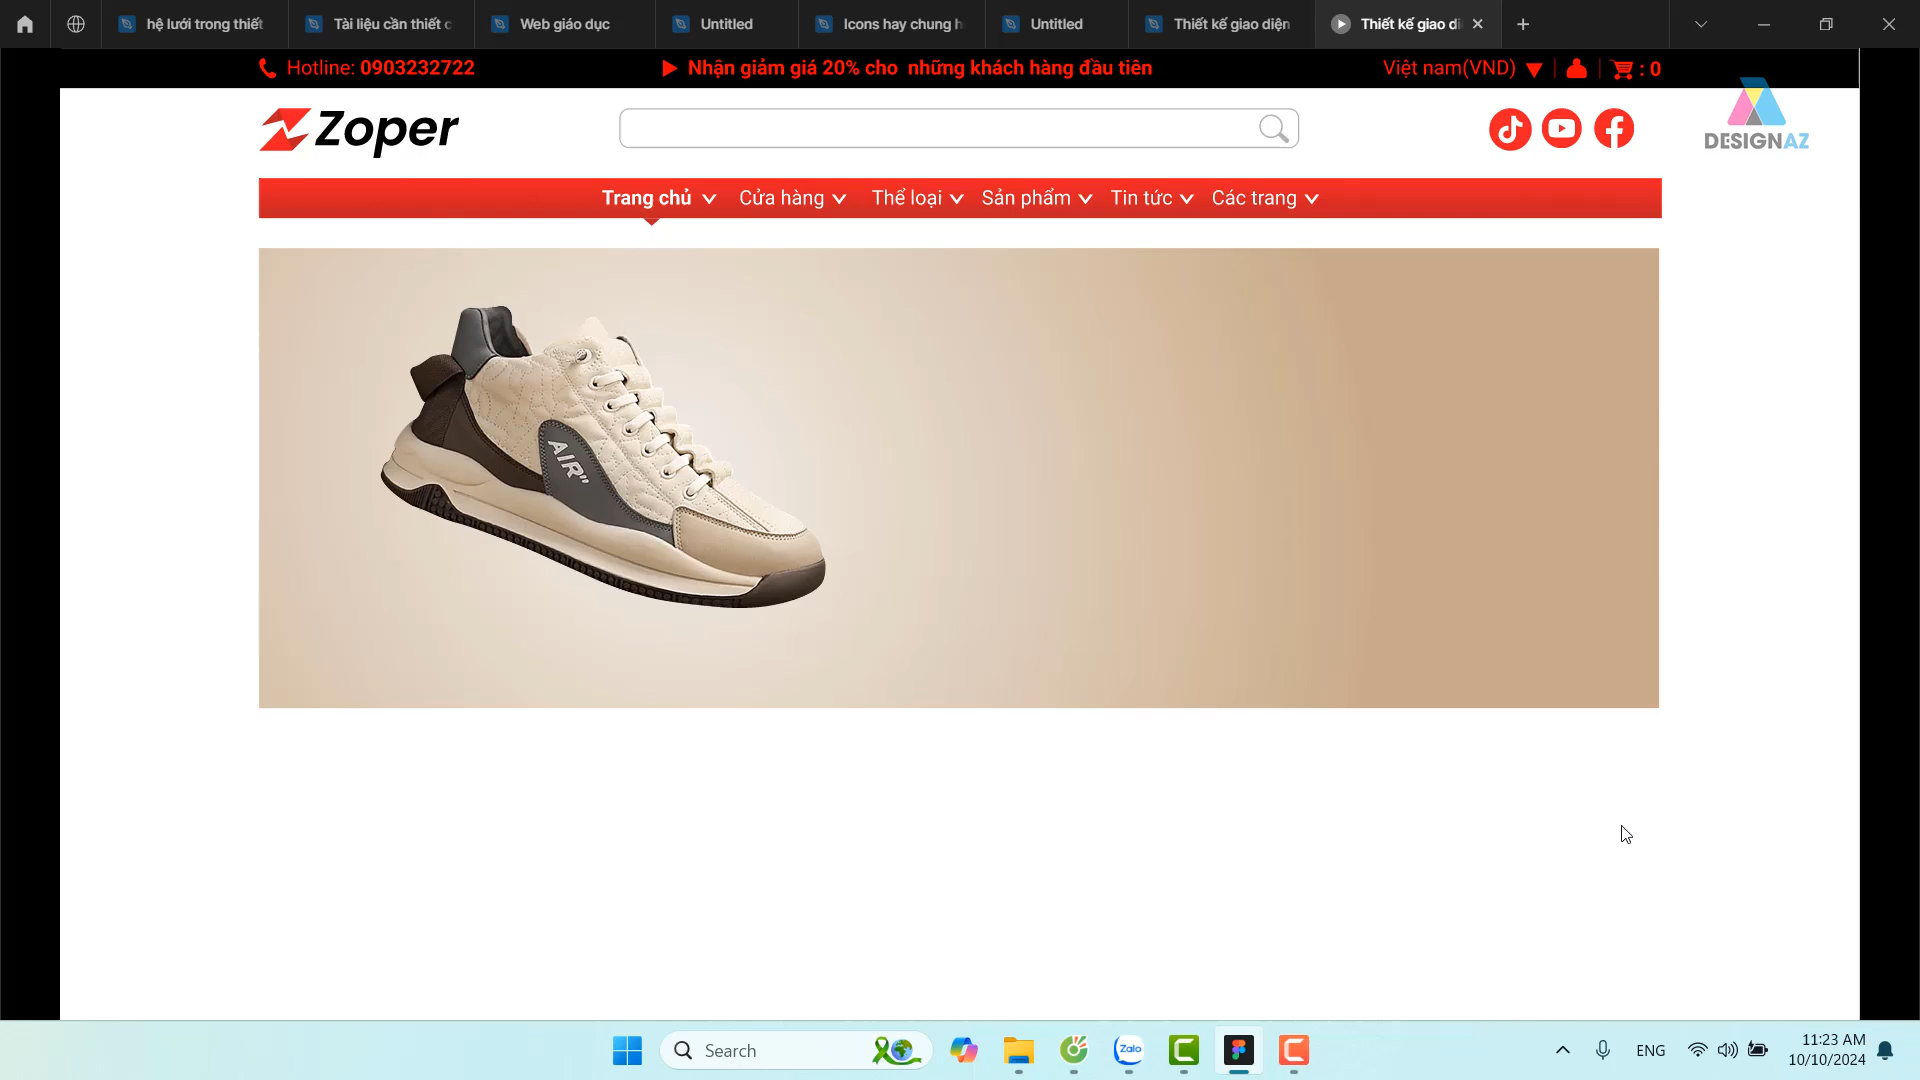 hệ lưới trong thiết
Tài liệu cần thiết c
Web giáo dục
Untitled
Icons hay chung h
Untitled
Thiết kế giao diện
Thiết kế giao di
Hotline: 0903232722
Nhận giảm giá 20% cho những khách hàng đầu tiên
Việt nam(VND)
: 0
Zoper
DESIGNAZ
Trang chủ
Cửa hàng
Thể loại
Sản phẩm
Tin tức
Các trang
AIR"
Search
Zalo
ENG
11:23 AM
10/10/2024